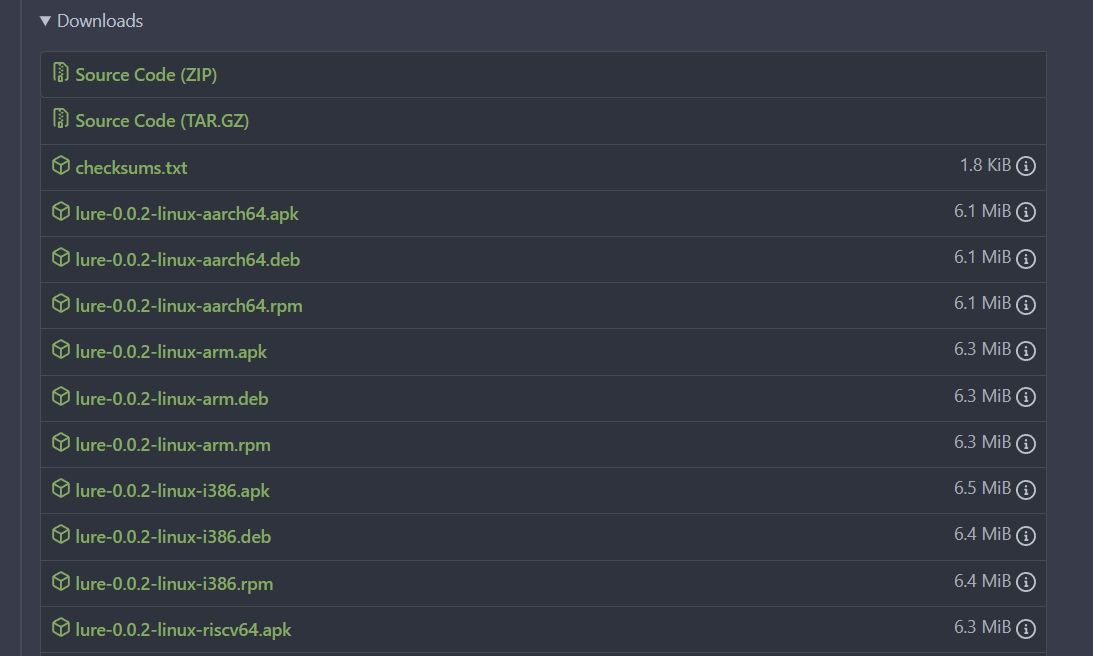 ▼ Downloads
Source Code (ZIP)
Source Code (TAR.GZ)
checksums.txt 1.8 KiB
lure-0.0.2-linux-aarch64.apk 6.1 MiB
lure-0.0.2-linux-aarch64.deb 6.1 MiB
lure-0.0.2-linux-aarch64.rpm 6.1 MiB
lure-0.0.2-linux-arm.apk 6.3 MiB
lure-0.0.2-linux-arm.deb 6.3 MiB
lure-0.0.2-linux-arm.rpm 6.3 MiB
lure-0.0.2-linux-i386.apk 6.5 MiB
lure-0.0.2-linux-i386.deb 6.4 MiB
lure-0.0.2-linux-i386.rpm 6.4 MiB
lure-0.0.2-linux-riscv64.apk 6.3 MiB